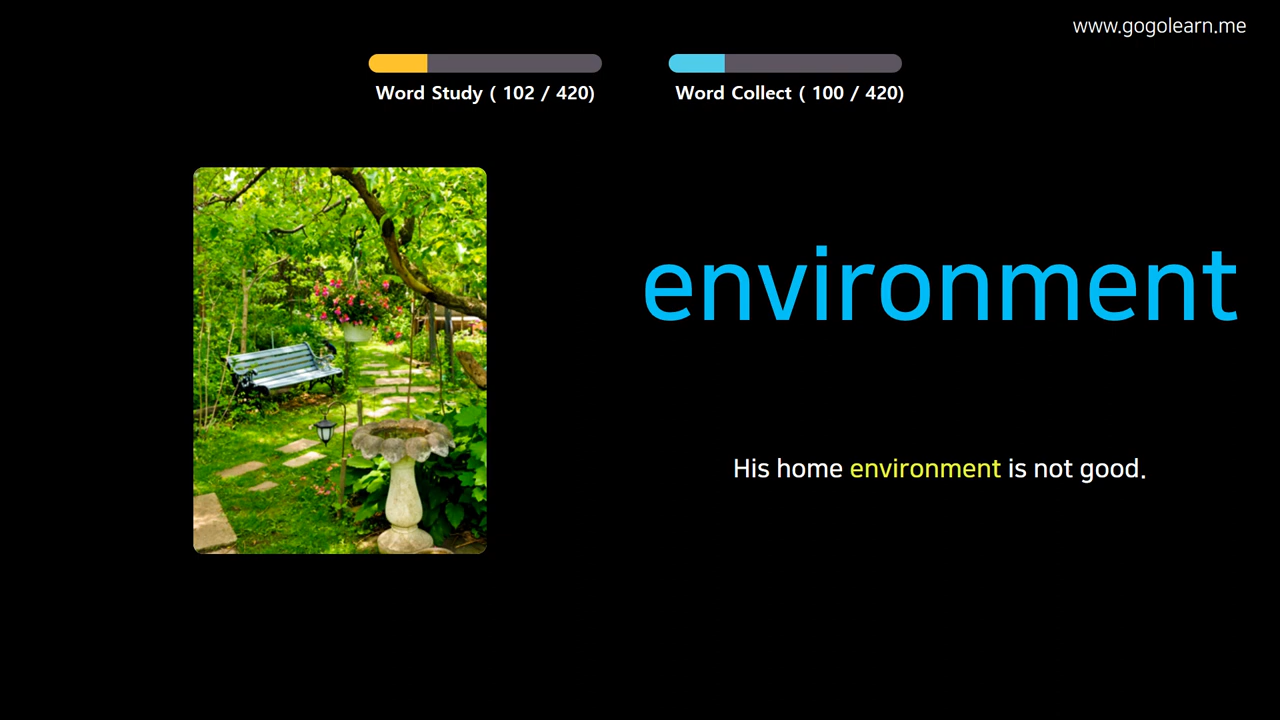 www.gogolearn.me
Word Study ( 102 / 420)
Word Collect ( 100 / 420)
environment
His home environment is not good.